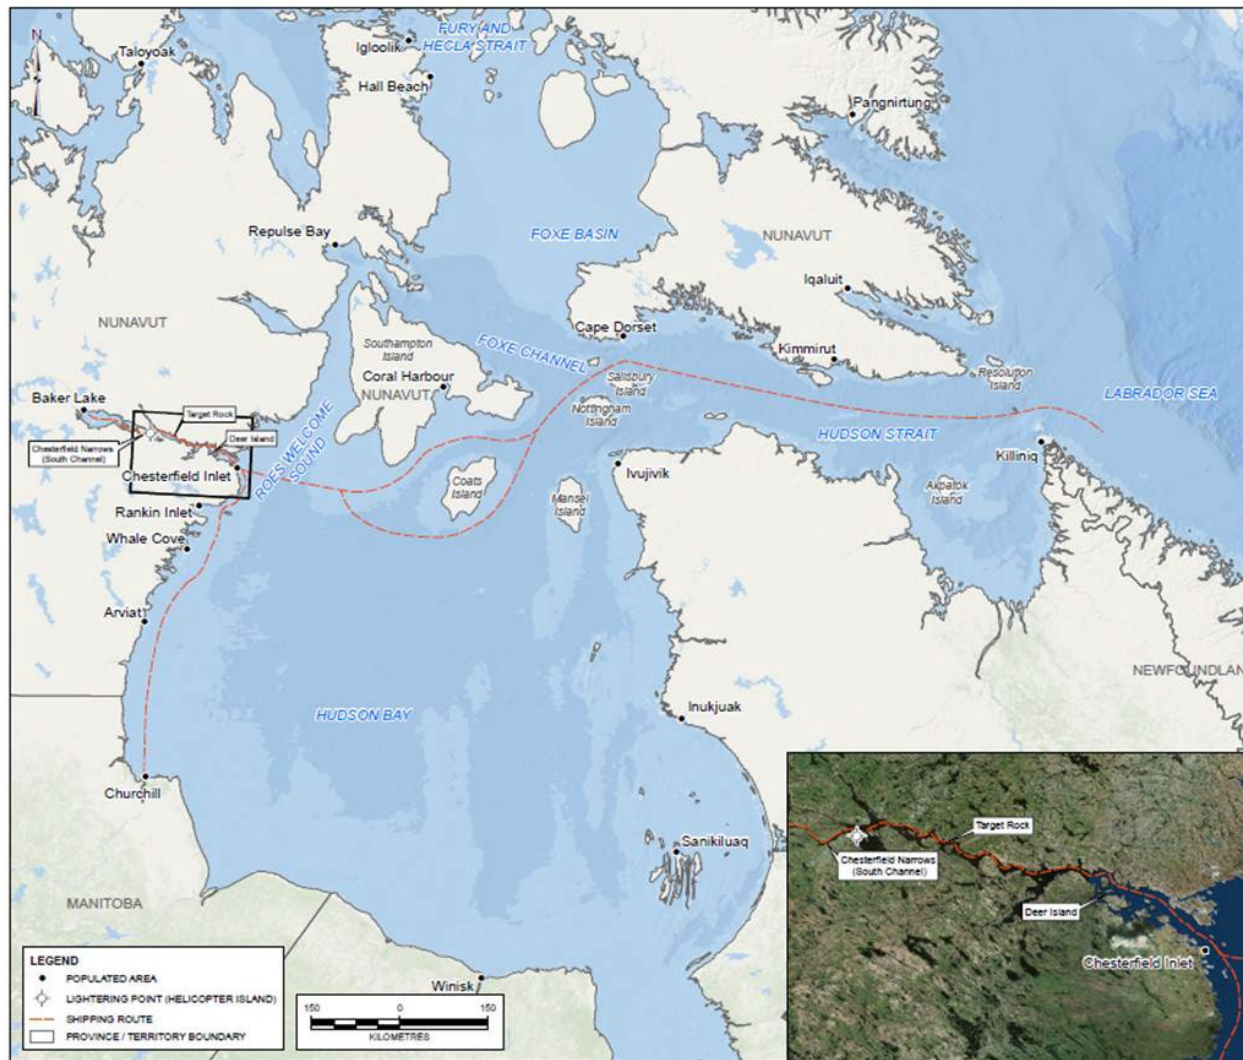 N
FURY AND
HECLA STRAIT
Igloolik
Taloyoak
Hall Beach
Pangnirtung
Repulse Bay
FOXE BASIN
NUNAVUT
Iqaluit
NUNAVUT
Cape Dorset
Southampton
Island
FOXE CHANNEL
Kimmirut
Resolution
Island
Coral Harbour
NUNAVUT
Salisbury
Island
Baker Lake
Target Rock
Nottingham
Island
LABRADOR SEA
Deer Island
Chesterfield Narrows
(South Channel)
ROES WELCOME
SOUND
HUDSON STRAIT
Killiniq
Chesterfield Inlet
Ivujivik
Coats
Island
Akpatok
Island
Mansel
Island
Rankin Inlet
Whale Cove
Arviat
NEWFOUNDLAN
HUDSON BAY
Inukjuak
Churchill
Target Rock
Sanikiluaq
Chesterfield Narrows
(South Channel)
MANITOBA
Deer Island
Chesterfield Inlet
LEGEND
POPULATED AREA
LIGHTERING POINT (HELICOPTER ISLAND)
SHIPPING ROUTE
PROVINCE / TERRITORY BOUNDARY
Winisk
150 0 150
KILOMETRES